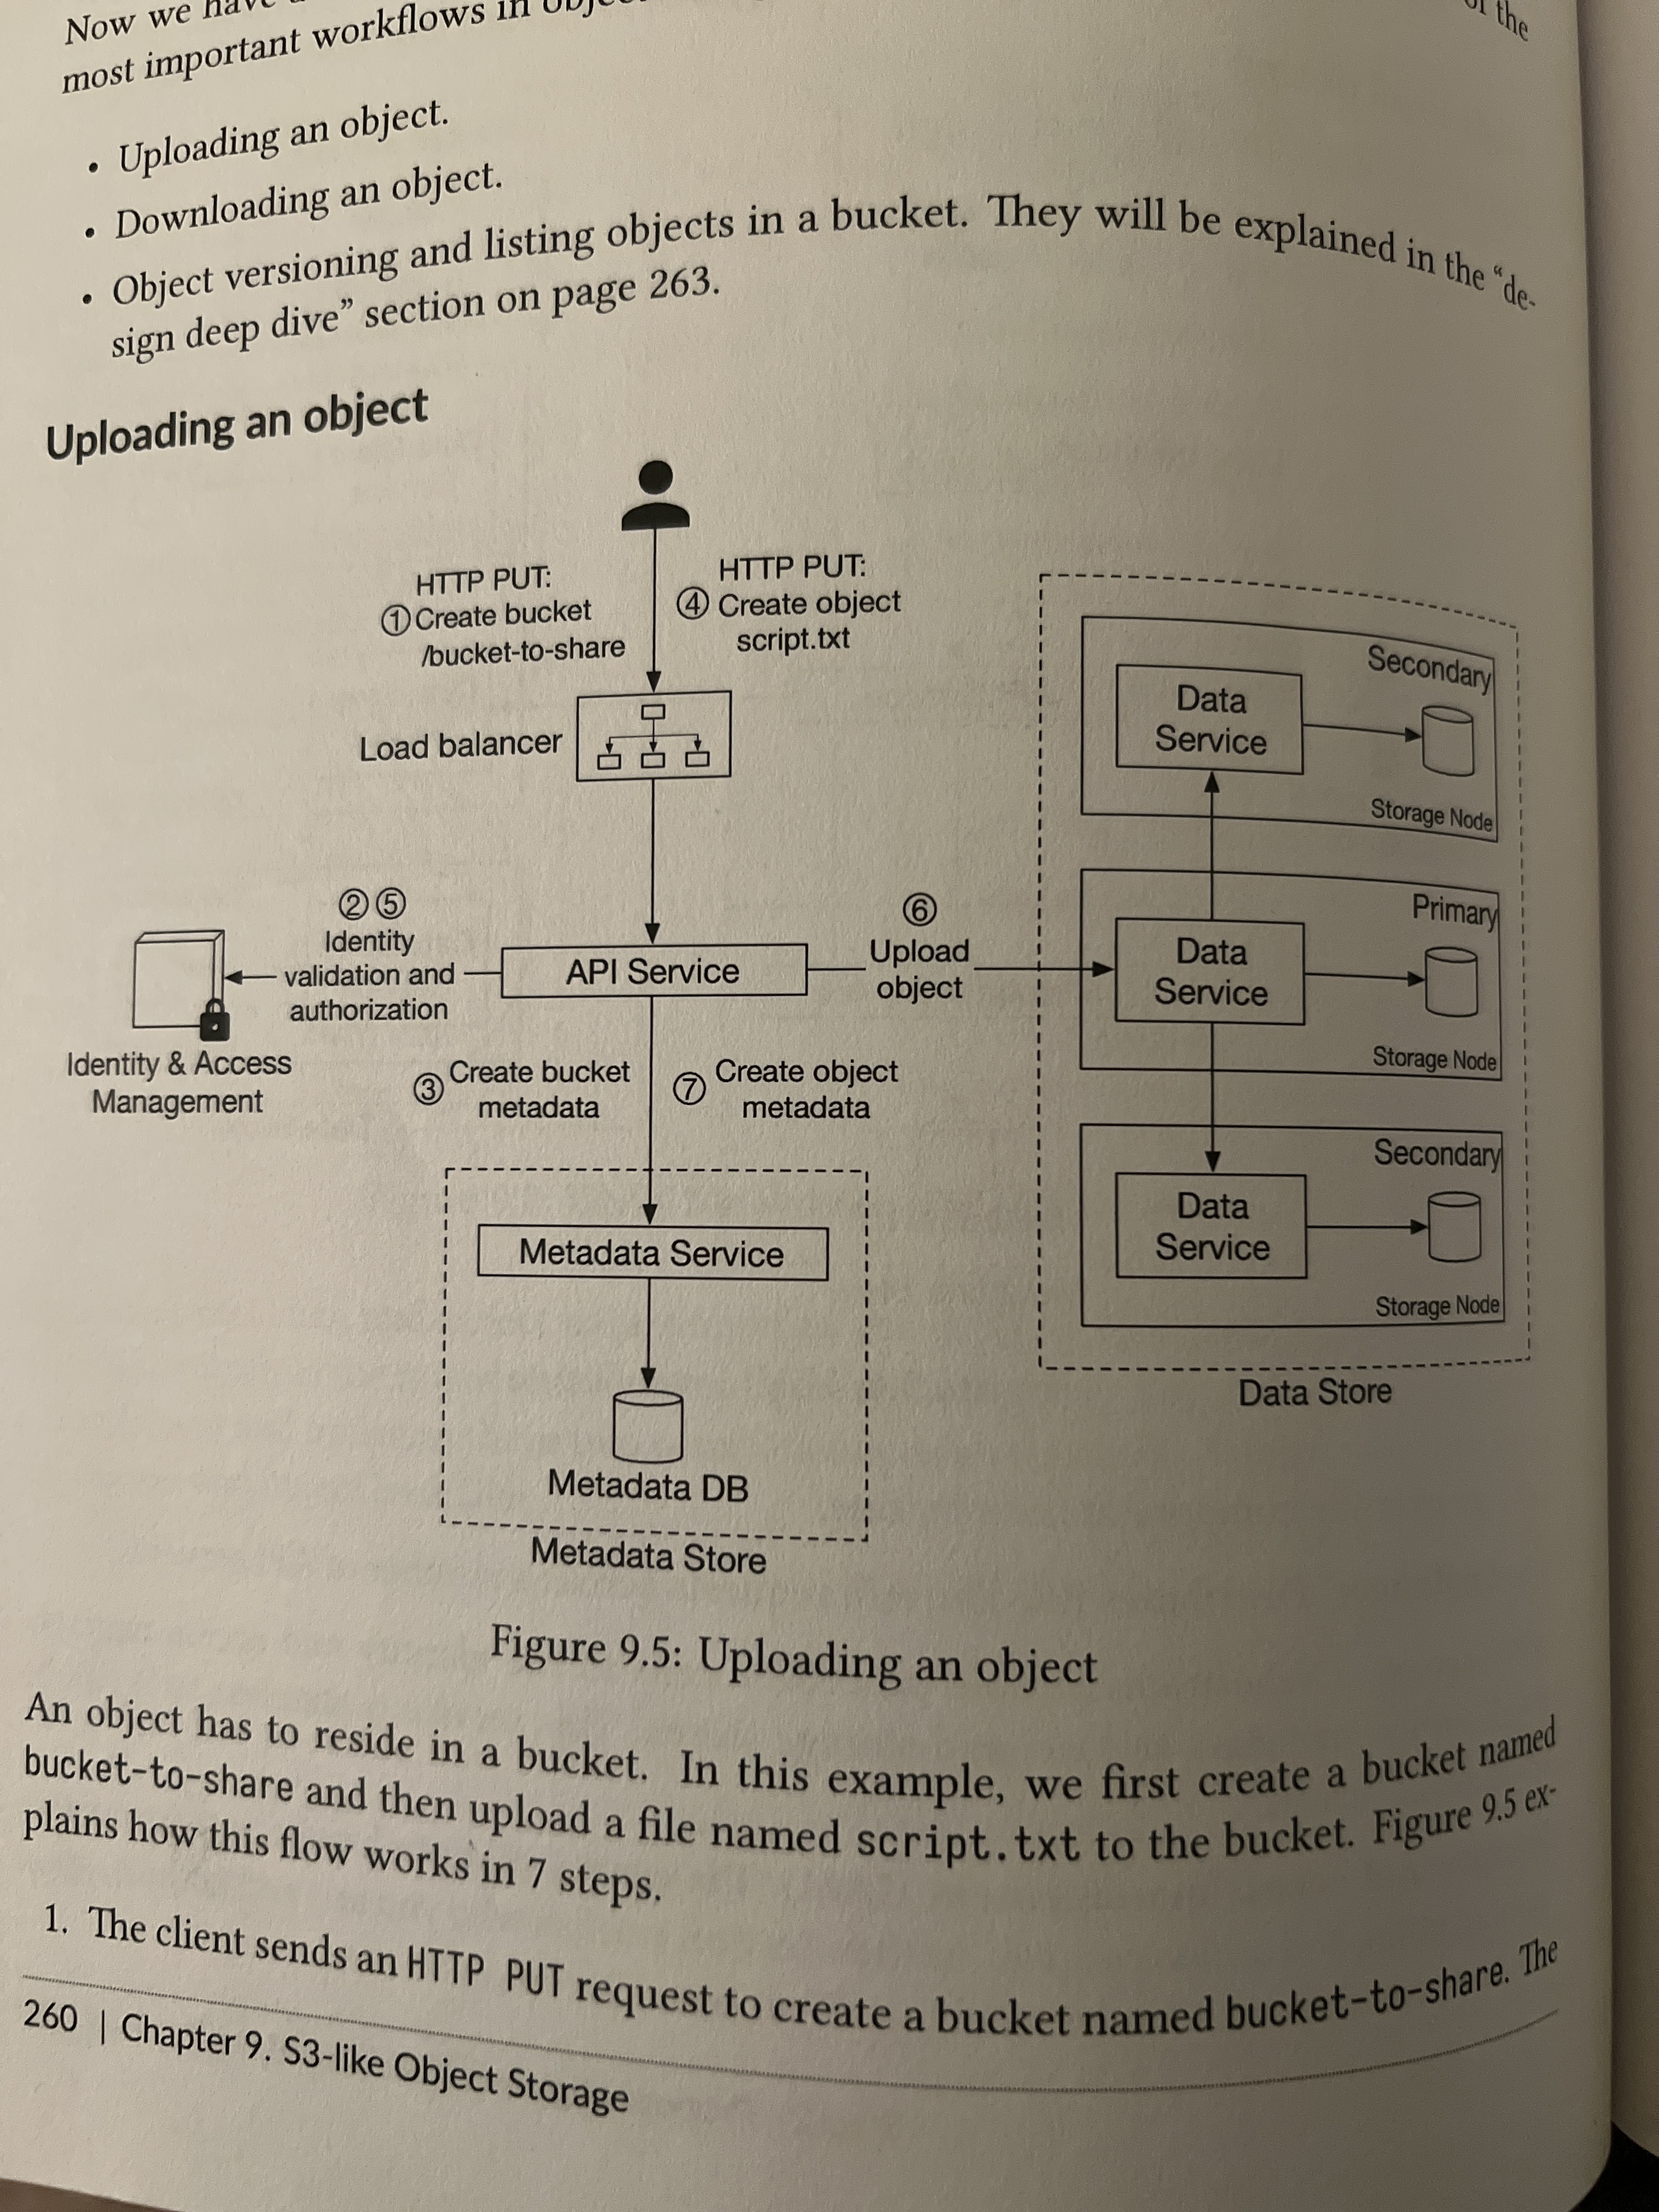 Now we have
most important workflows in
of the
• Uploading an object.
• Downloading an object.
• Object versioning and listing objects in a bucket. They will be explained in the “de-
sign deep dive” section on page 263.
Uploading an object
HTTP PUT:
① Create bucket
/bucket-to-share
HTTP PUT:
④ Create object
script.txt
Load balancer
② ⑤
Identity
validation and
authorization
Identity & Access
Management
API Service
⑥
Upload
object
③ Create bucket
metadata
⑦ Create object
metadata
Metadata Service
Metadata DB
Metadata Store
Secondary
Data
Service
Storage Node
Primary
Data
Service
Storage Node
Secondary
Data
Service
Storage Node
Data Store
Figure 9.5: Uploading an object
An object has to reside in a bucket. In this example, we first create a bucket named
bucket-to-share and then upload a file named script.txt to the bucket. Figure 9.5 ex-
plains how this flow works in 7 steps.
1. The client sends an HTTP PUT request to create a bucket named bucket-to-share. The
260 | Chapter 9. S3-like Object Storage